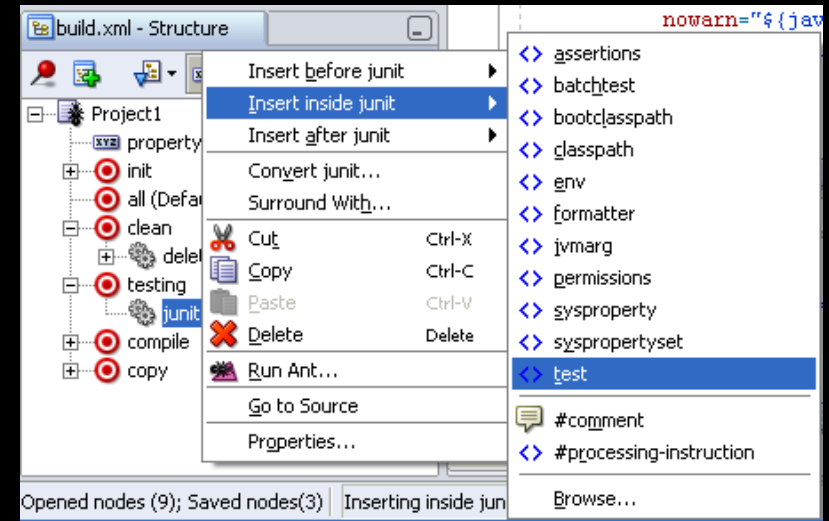 build.xml - Structure
nowarn="${jav
Project1
property
init
all (Defau
clean
delet
testing
junit
compile
copy
Insert before junit
Insert inside junit
Insert after junit
Convert junit...
Surround With...
Cut Ctrl-X
Copy Ctrl-C
Paste Ctrl-V
Delete Delete
Run Ant...
Go to Source
Properties...
<> assertions
<> batchtest
<> bootclasspath
<> classpath
<> env
<> formatter
<> jvmarg
<> permissions
<> sysproperty
<> syspropertyset
<> test
#comment
<> #processing-instruction
Browse...
Opened nodes (9); Saved nodes(3) Inserting inside jun